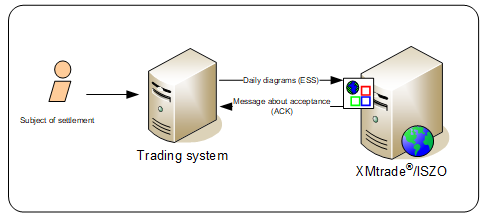 Daily diagrams (ESS)
Message about acceptance
(ACK)
Subject of settlement
Trading system
XMtrade®/ISZO